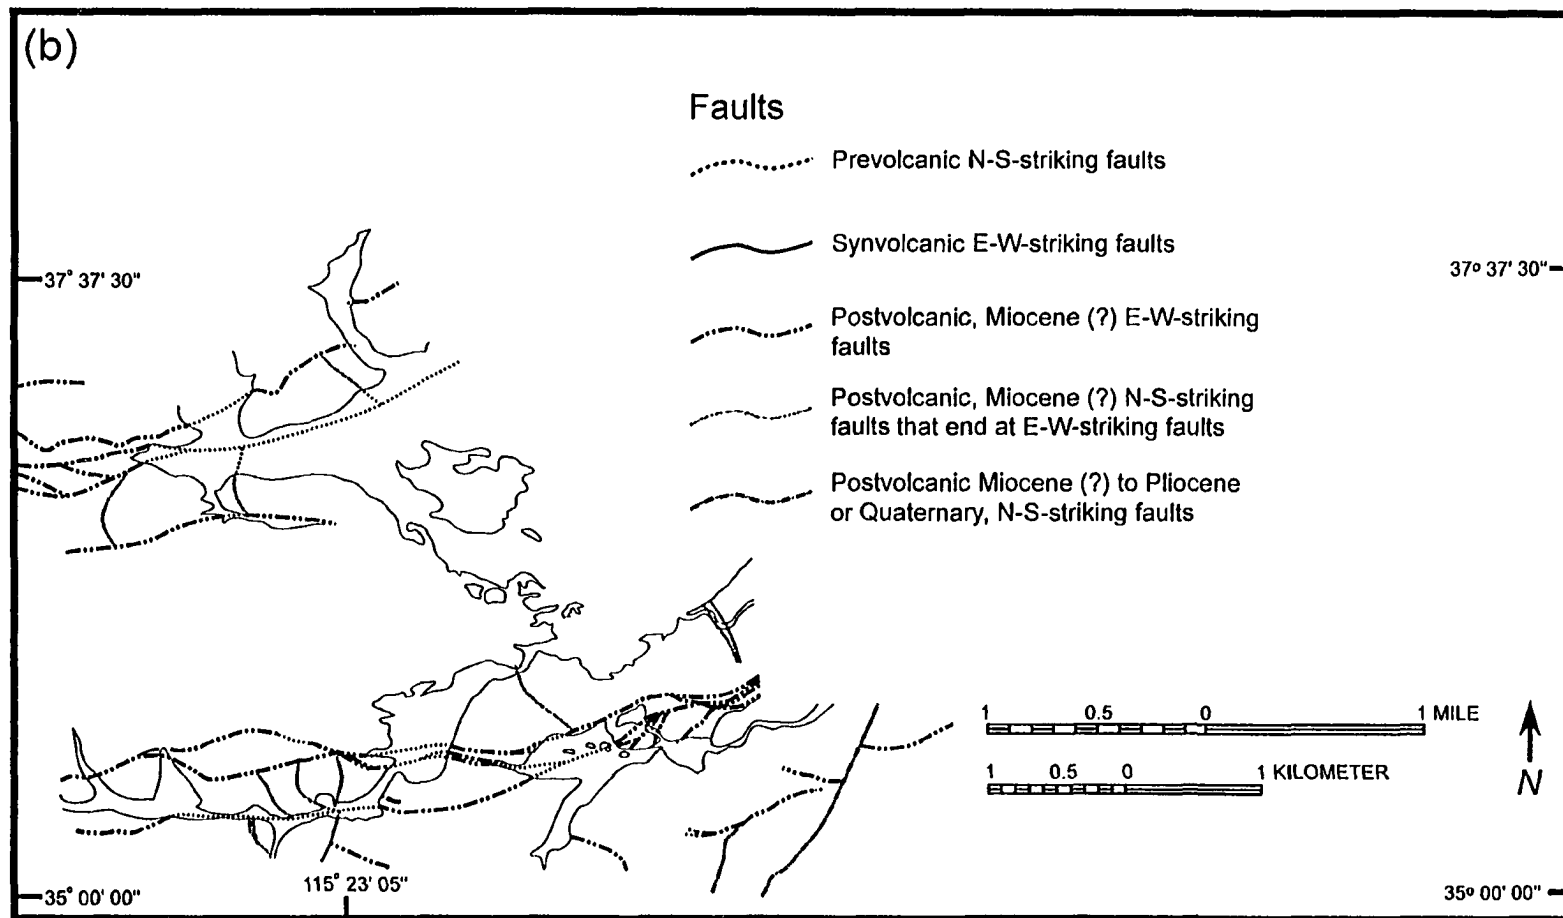 (b)
Faults
Prevolcanic N-S-striking faults
Synvolcanic E-W-striking faults
Postvolcanic, Miocene (?) E-W-striking
faults
Postvolcanic, Miocene (?) N-S-striking
faults that end at E-W-striking faults
Postvolcanic Miocene (?) to Pliocene
or Quaternary, N-S-striking faults
37° 37' 30"
37º 37' 30"
1 0.5 0 1 MILE
1 0.5 0 1 KILOMETER
N
115° 23' 05"
35° 00' 00"
35º 00' 00"